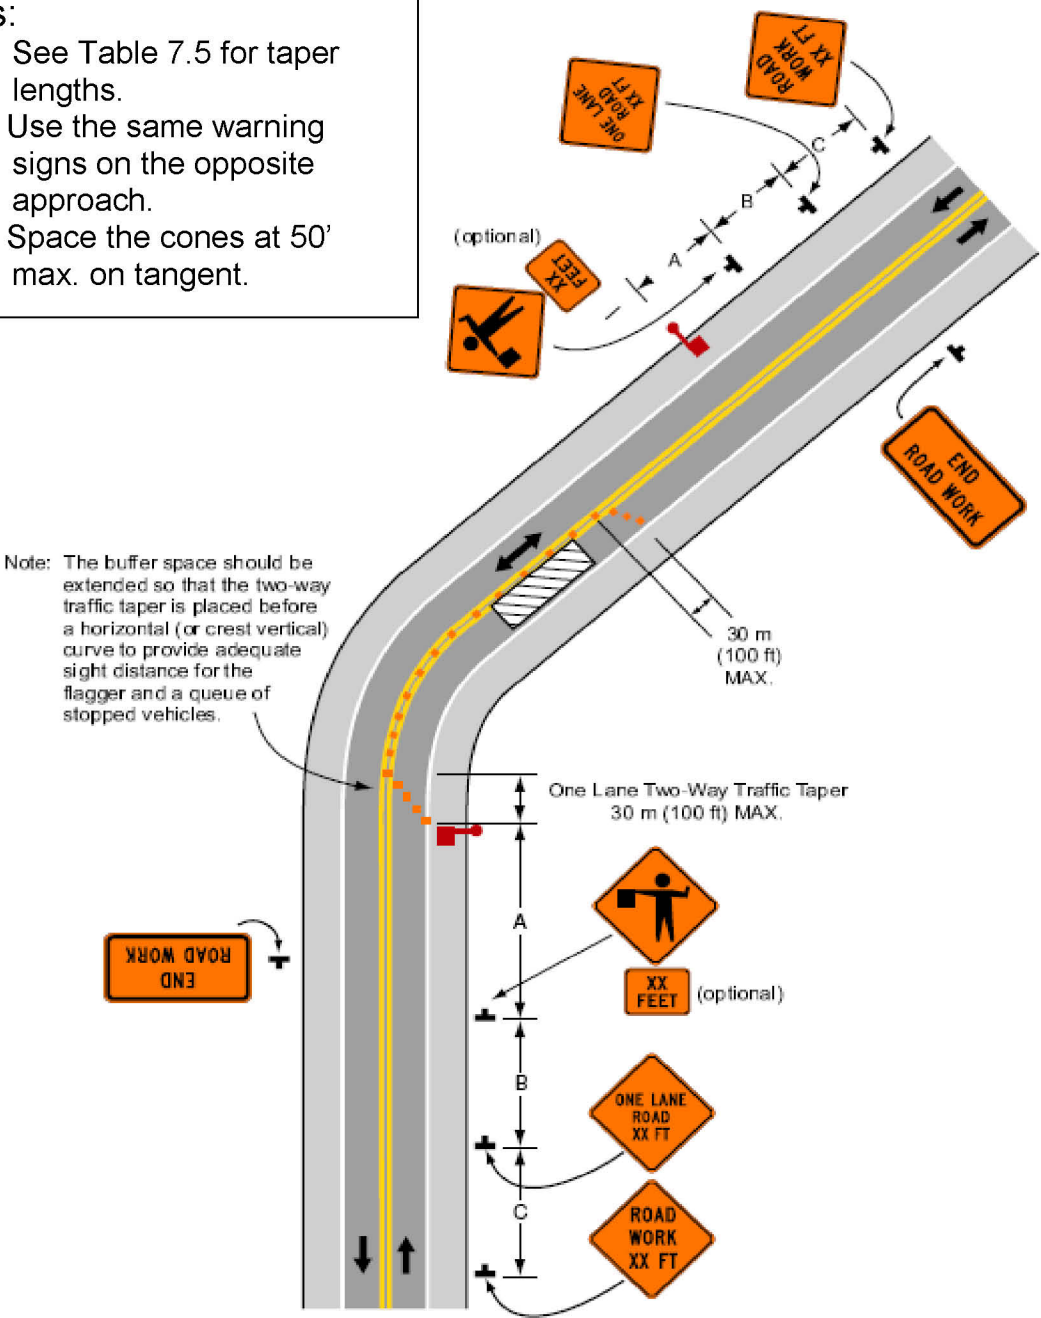 s:
See Table 7.5 for taper
lengths.
Use the same warning
signs on the opposite
approach.
Space the cones at 50’
max. on tangent.
ROAD
WORK
XX FT
ONE LANE
ROAD
XX FT
C
B
A
(optional)
XX
FEET
END
ROAD WORK
Note: The buffer space should be
extended so that the two-way
traffic taper is placed before
a horizontal (or crest vertical)
curve to provide adequate
sight distance for the
flagger and a queue of
stopped vehicles.
30 m
(100 ft)
MAX.
One Lane Two-Way Traffic Taper
30 m (100 ft) MAX.
A
END
ROAD WORK
XX
FEET
(optional)
B
ONE LANE
ROAD
XX FT
C
ROAD
WORK
XX FT